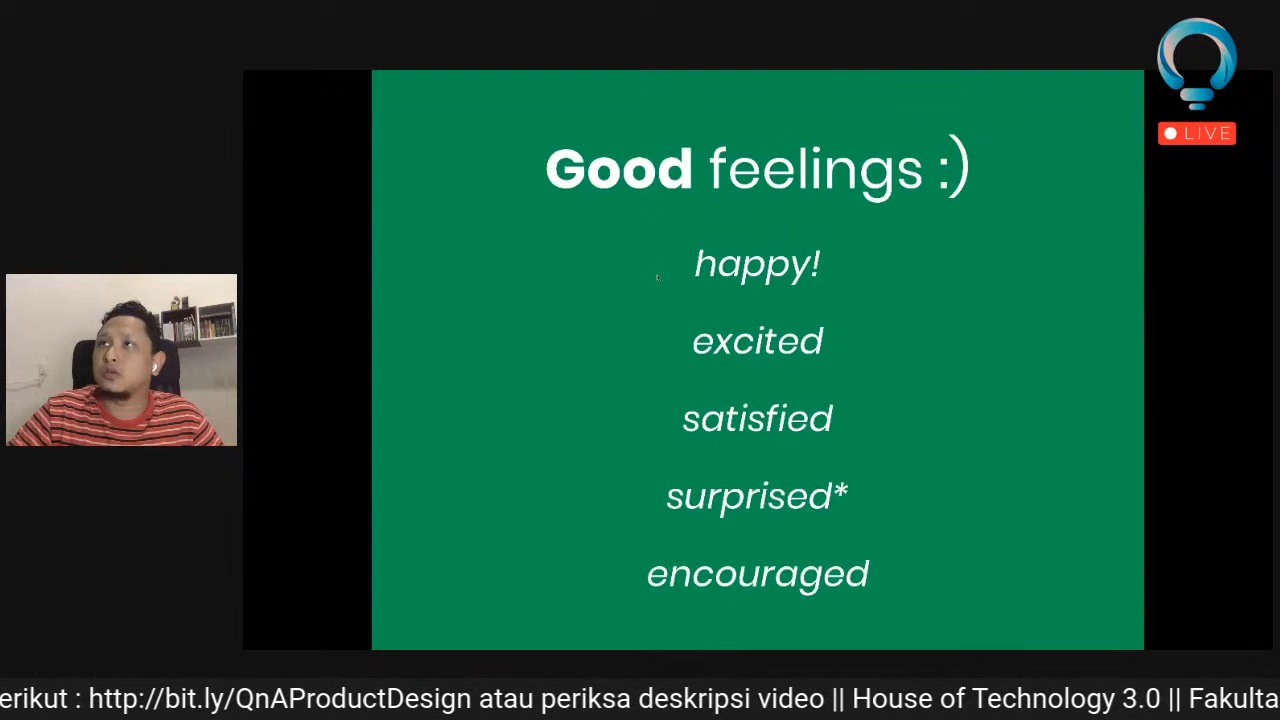 LIVE
Good feelings :)
happy!
excited
satisfied
surprised*
encouraged
erikut : http://bit.ly/QnAProductDesign atau periksa deskripsi video || House of Technology 3.0 || Fakulta